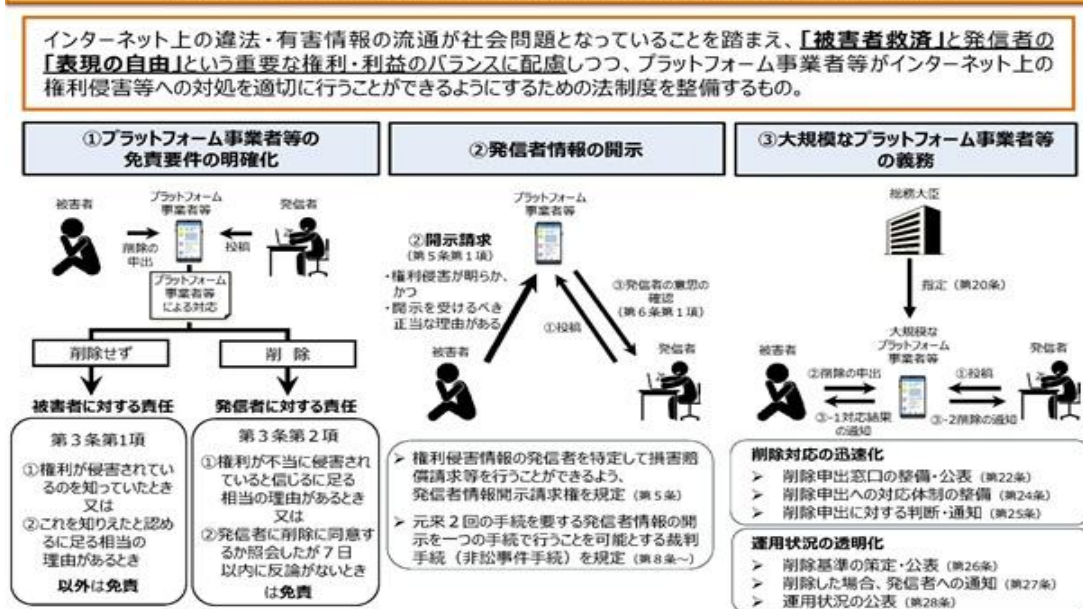 インターネット上の違法・有害情報の流通が社会問題となっていることを踏まえ、「被害者救済」と発信者の
「表現の自由」という重要な権利・利益のバランスに配慮しつつ、プラットフォーム事業者等がインターネット上の
権利侵害等への対処を適切に行うことができるようにするための法制度を整備するもの。
①プラットフォーム事業者等の
免責要件の明確化
被害者
プラットフォーム
事業者等
発信者
削除の
申出
投稿
プラットフォーム
事業者等
による対応
削除せず
削 除
被害者に対する責任
第3条第1項
①権利が侵害されてい
るのを知っていたとき
又は
②これを知りえたと認め
るに足る相当の
理由があるとき
以外は免責
発信者に対する責任
第3条第2項
①権利が不当に侵害され
ていると信じるに足る
相当の理由があるとき
又は
②発信者に削除に同意す
るか照会したが7日
以内に反論がないとき
は免責
②発信者情報の開示
プラットフォーム
事業者等
②開示請求
(第5条第1項)
・権利侵害が明らか、
かつ
・開示を受けるべき
正当な理由がある
③発信者の意思の
確認
(第6条第1項)
①投稿
被害者
発信者
➢ 権利侵害情報の発信者を特定して損害賠
償請求等を行うことができるよう、
発信者情報開示請求権を規定(第5条)
➢ 元来2回の手続を要する発信者情報の開
示を一つの手続で行うことを可能とする裁判
手続(非訟事件手続)を規定(第8条~)
③大規模なプラットフォーム事業者等
の義務
総務大臣
指定(第20条)
大規模な
プラットフォーム
事業者等
被害者
発信者
②削除の申出
①投稿
③-1対応結果
の通知
③-2削除の通知
削除対応の迅速化
➢ 削除申出窓口の整備・公表(第22条)
➢ 削除申出への対応体制の整備(第24条)
➢ 削除申出に対する判断・通知(第25条)
運用状況の透明化
➢ 削除基準の策定・公表(第26条)
➢ 削除した場合、発信者への通知(第27条)
➢ 運用状況の公表(第28条)